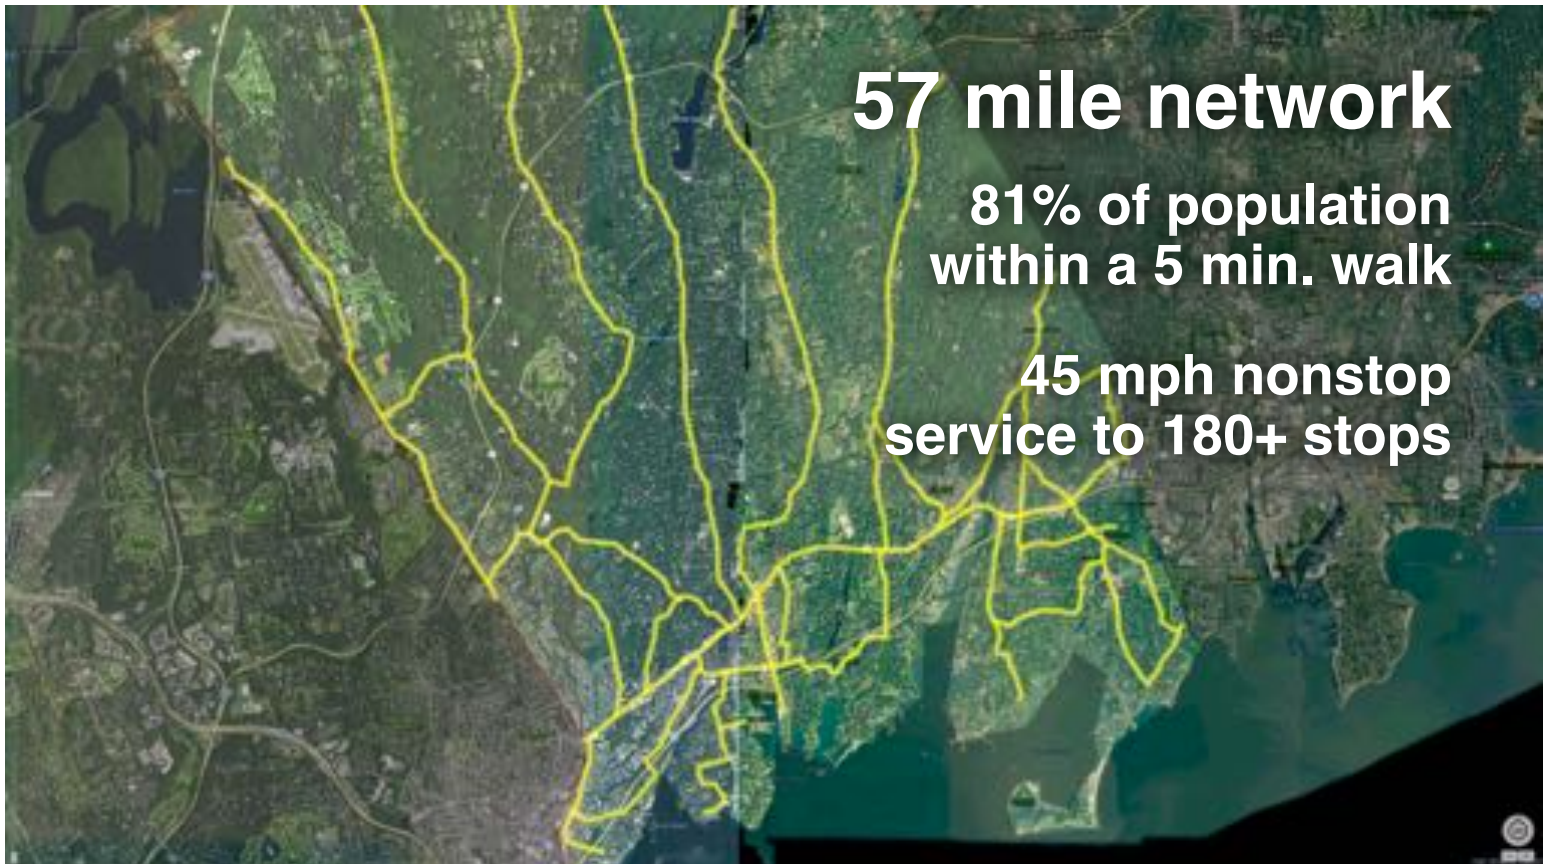 57 mile network
81% of population
within a 5 min. walk
45 mph nonstop
service to 180+ stops